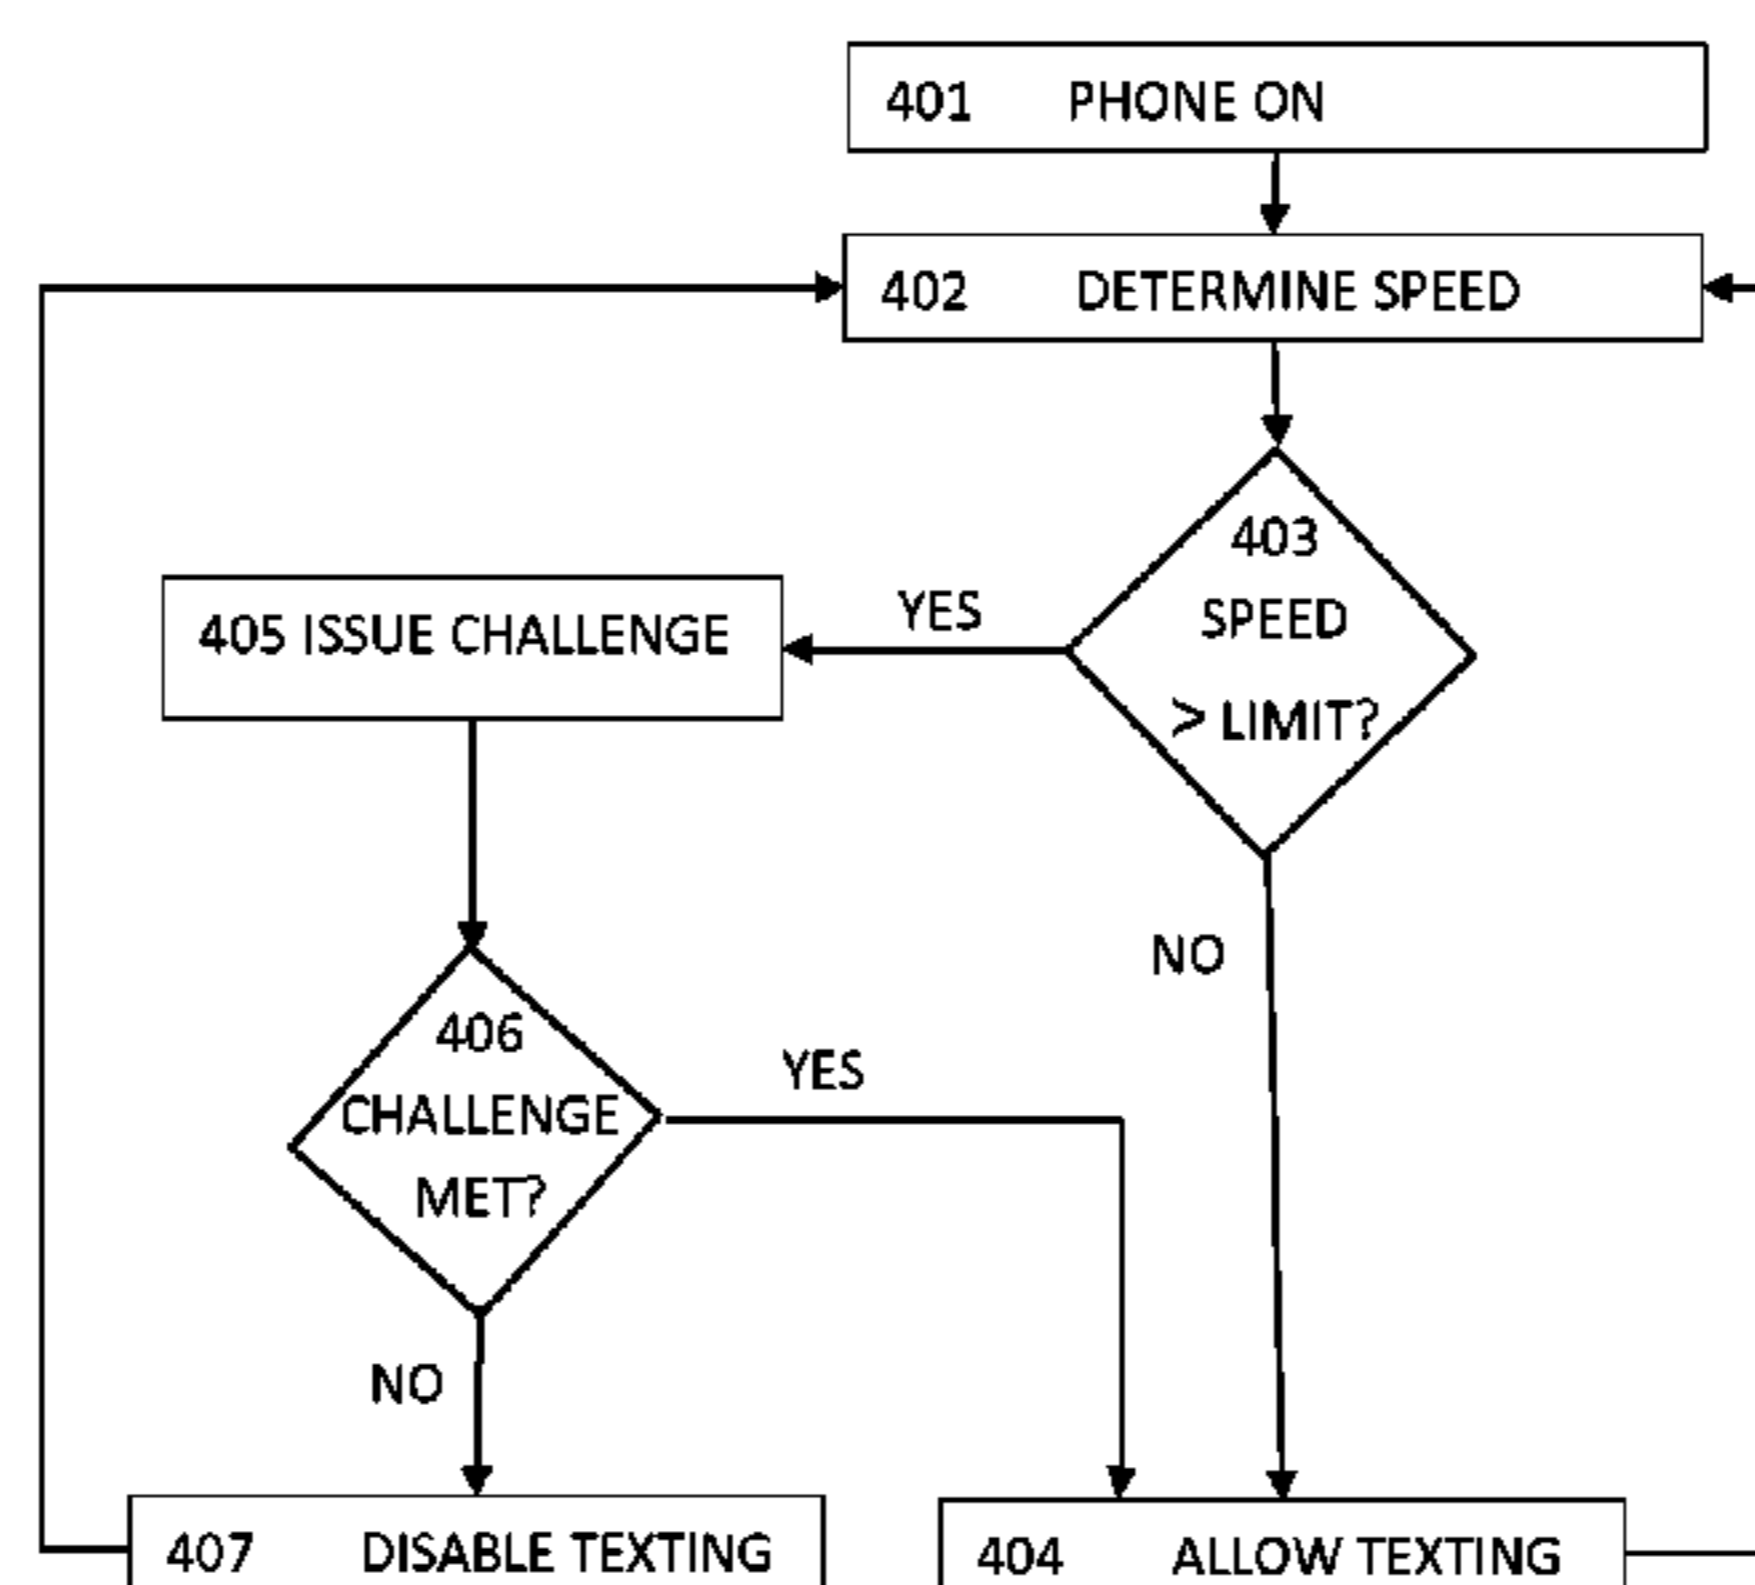 401 PHONE ON
402 DETERMINE SPEED
403
SPEED
> LIMIT?
YES
405 ISSUE CHALLENGE
NO
406
CHALLENGE
MET?
YES
NO
407 DISABLE TEXTING
404 ALLOW TEXTING